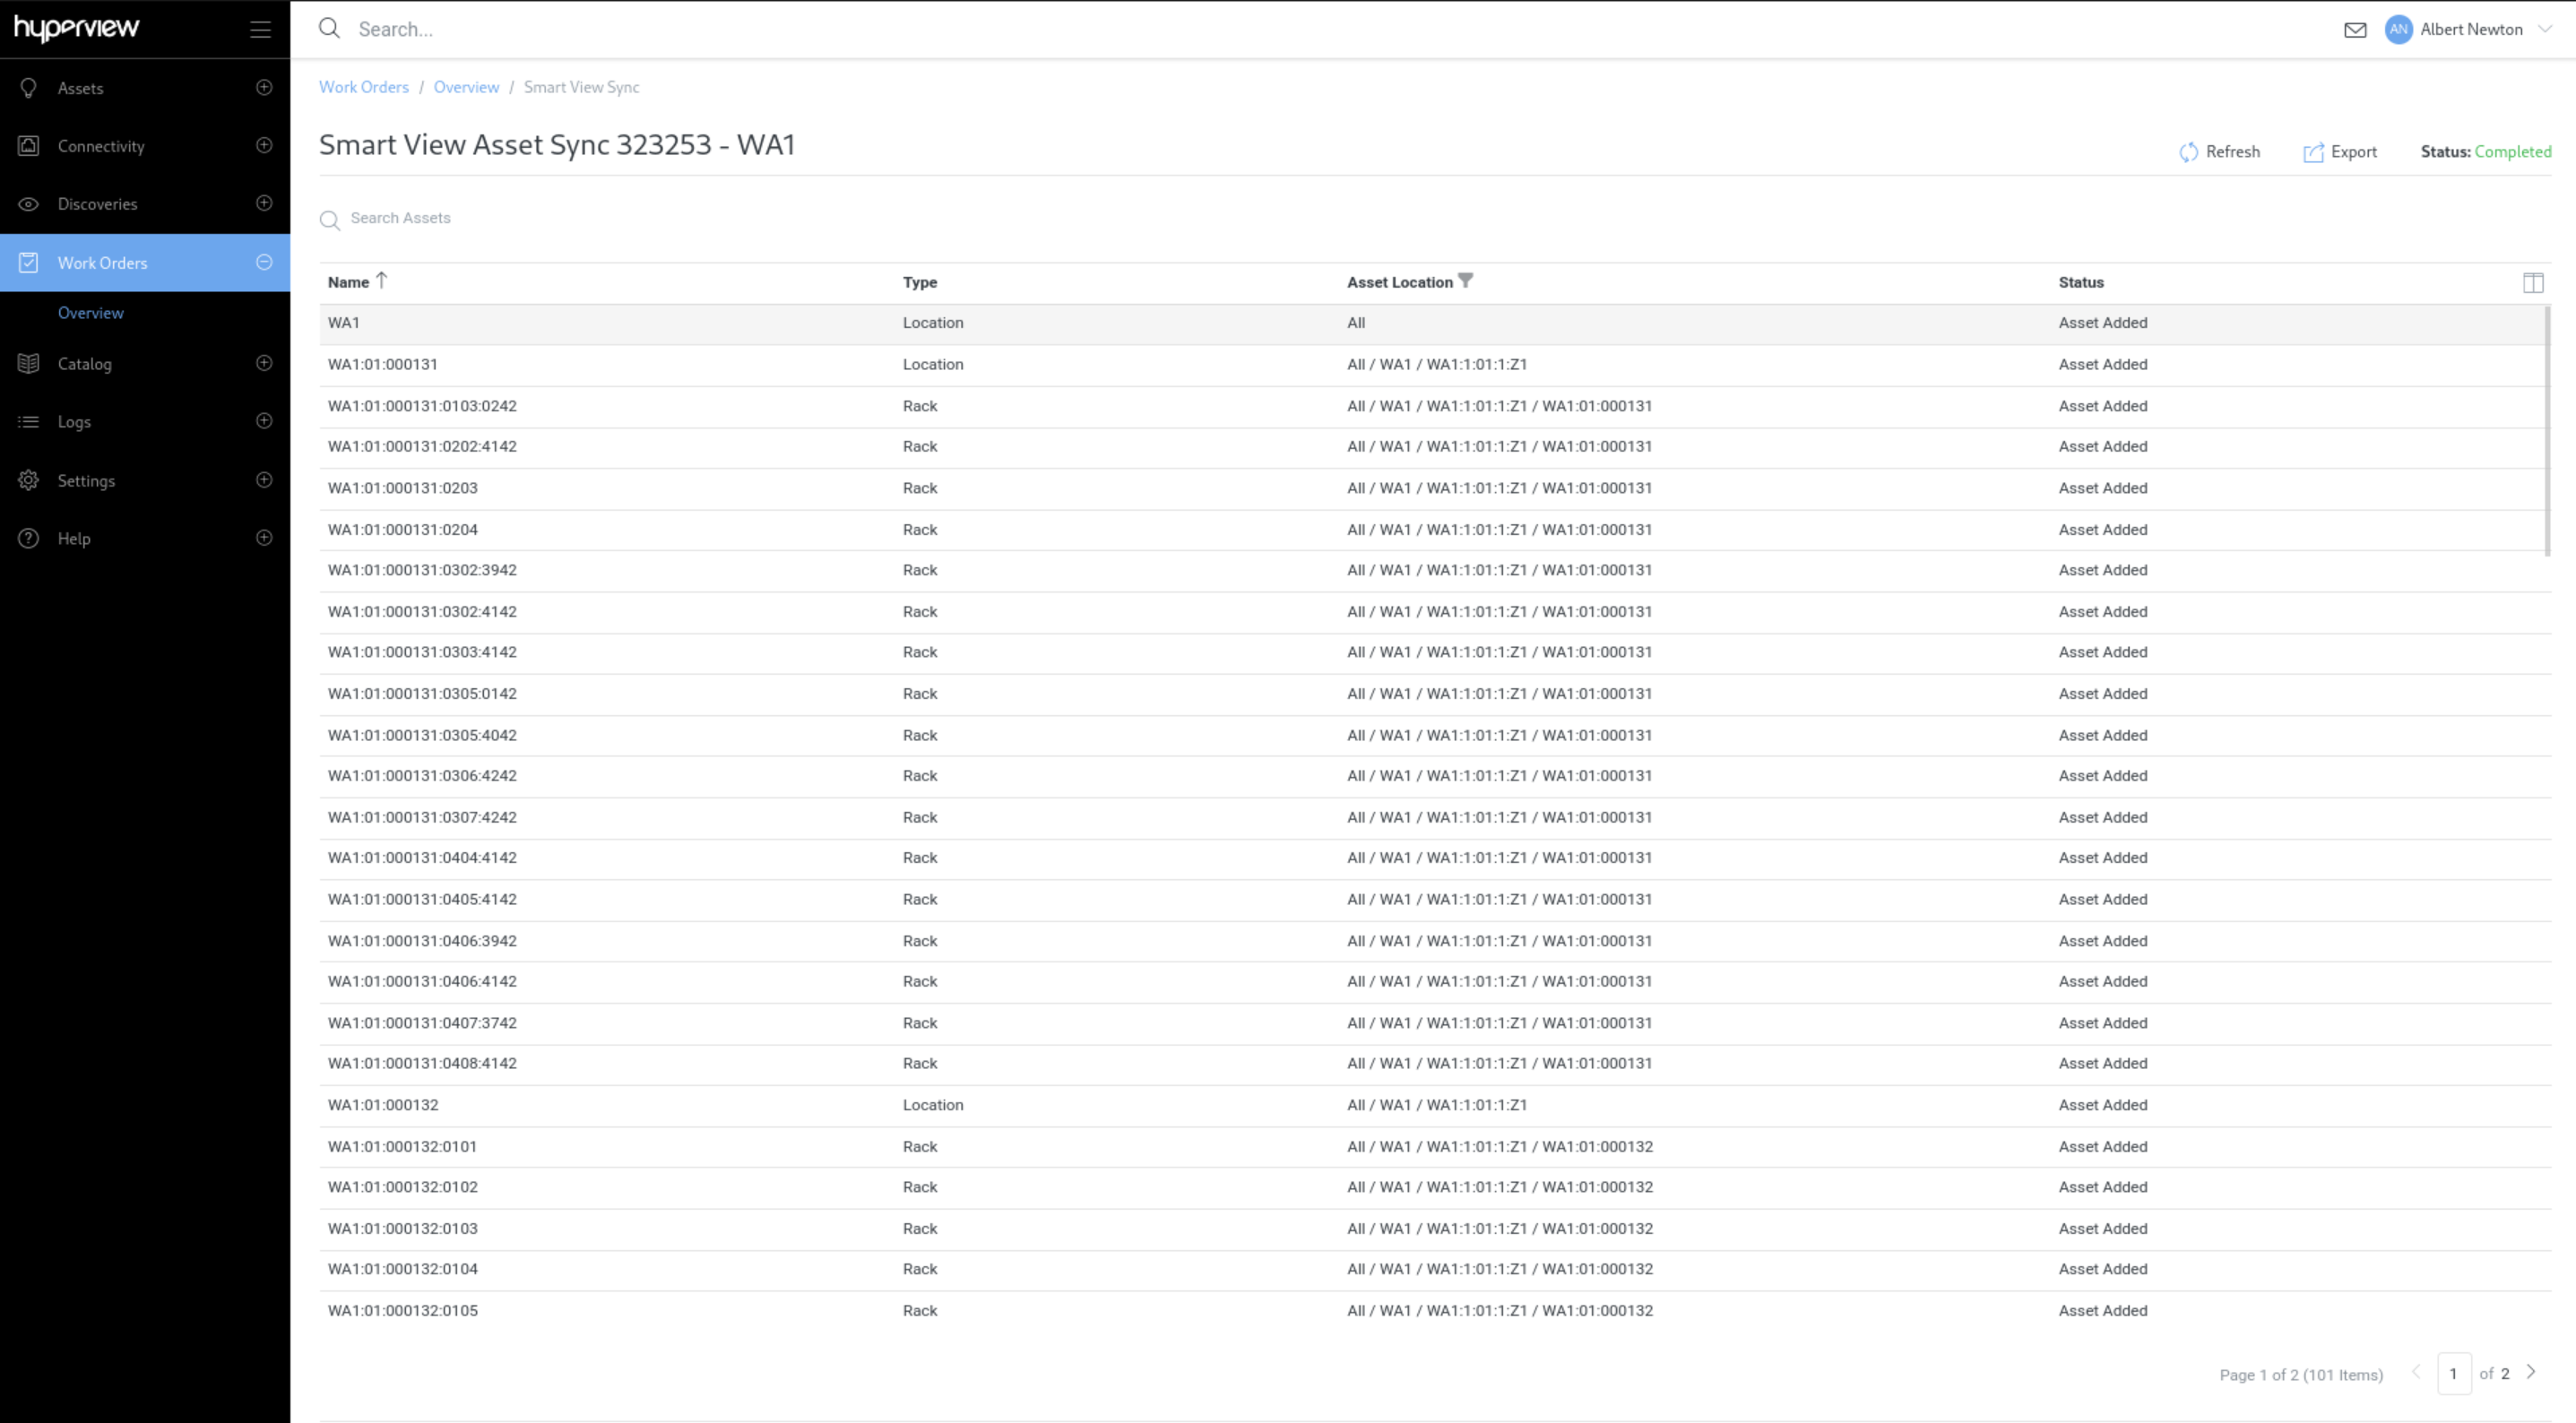 hyperview
Search...
AN Albert Newton
Assets
Connectivity
Discoveries
Work Orders
Overview
Catalog
Logs
Settings
? Help
Work Orders / Overview / Smart View Sync
Smart View Asset Sync 323253 - WA1
Refresh Export Status: Completed
Search Assets
Name Type Asset Location Status
WA1 Location All Asset Added
WA1:01:000131 Location All / WA1 / WA1:1:01:1:Z1 Asset Added
WA1:01:000131:0103:0242 Rack All / WA1 / WA1:1:01:1:Z1 / WA1:01:000131 Asset Added
WA1:01:000131:0202:4142 Rack All / WA1 / WA1:1:01:1:Z1 / WA1:01:000131 Asset Added
WA1:01:000131:0203 Rack All / WA1 / WA1:1:01:1:Z1 / WA1:01:000131 Asset Added
WA1:01:000131:0204 Rack All / WA1 / WA1:1:01:1:Z1 / WA1:01:000131 Asset Added
WA1:01:000131:0302:3942 Rack All / WA1 / WA1:1:01:1:Z1 / WA1:01:000131 Asset Added
WA1:01:000131:0302:4142 Rack All / WA1 / WA1:1:01:1:Z1 / WA1:01:000131 Asset Added
WA1:01:000131:0303:4142 Rack All / WA1 / WA1:1:01:1:Z1 / WA1:01:000131 Asset Added
WA1:01:000131:0305:0142 Rack All / WA1 / WA1:1:01:1:Z1 / WA1:01:000131 Asset Added
WA1:01:000131:0305:4042 Rack All / WA1 / WA1:1:01:1:Z1 / WA1:01:000131 Asset Added
WA1:01:000131:0306:4242 Rack All / WA1 / WA1:1:01:1:Z1 / WA1:01:000131 Asset Added
WA1:01:000131:0307:4242 Rack All / WA1 / WA1:1:01:1:Z1 / WA1:01:000131 Asset Added
WA1:01:000131:0404:4142 Rack All / WA1 / WA1:1:01:1:Z1 / WA1:01:000131 Asset Added
WA1:01:000131:0405:4142 Rack All / WA1 / WA1:1:01:1:Z1 / WA1:01:000131 Asset Added
WA1:01:000131:0406:3942 Rack All / WA1 / WA1:1:01:1:Z1 / WA1:01:000131 Asset Added
WA1:01:000131:0406:4142 Rack All / WA1 / WA1:1:01:1:Z1 / WA1:01:000131 Asset Added
WA1:01:000131:0407:3742 Rack All / WA1 / WA1:1:01:1:Z1 / WA1:01:000131 Asset Added
WA1:01:000131:0408:4142 Rack All / WA1 / WA1:1:01:1:Z1 / WA1:01:000131 Asset Added
WA1:01:000132 Location All / WA1 / WA1:1:01:1:Z1 Asset Added
WA1:01:000132:0101 Rack All / WA1 / WA1:1:01:1:Z1 / WA1:01:000132 Asset Added
WA1:01:000132:0102 Rack All / WA1 / WA1:1:01:1:Z1 / WA1:01:000132 Asset Added
WA1:01:000132:0103 Rack All / WA1 / WA1:1:01:1:Z1 / WA1:01:000132 Asset Added
WA1:01:000132:0104 Rack All / WA1 / WA1:1:01:1:Z1 / WA1:01:000132 Asset Added
WA1:01:000132:0105 Rack All / WA1 / WA1:1:01:1:Z1 / WA1:01:000132 Asset Added
Page 1 of 2 (101 Items) 1 of 2